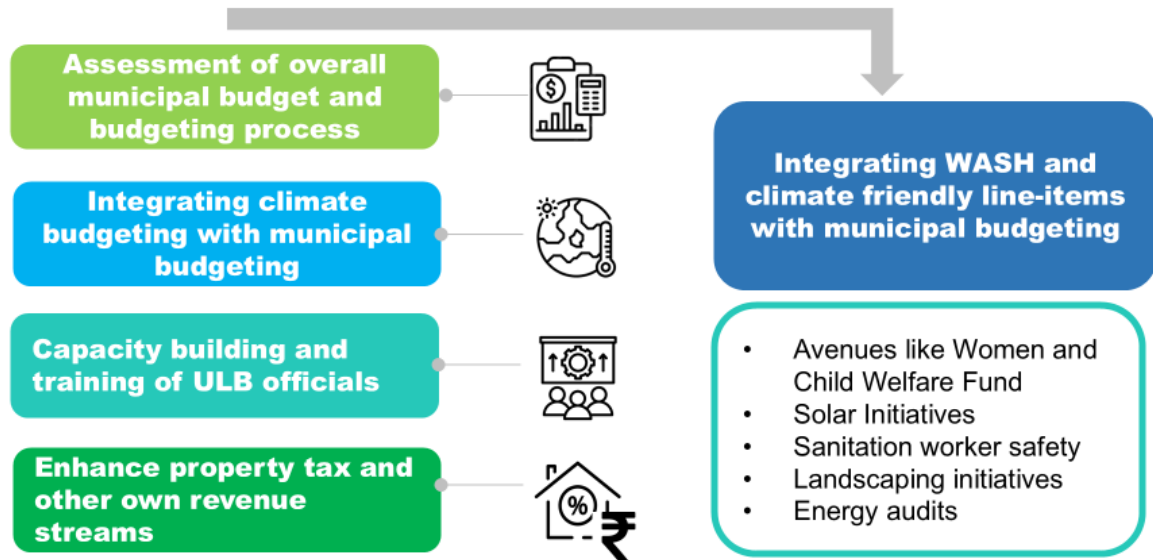 Assessment of overall
municipal budget and
budgeting process
$
Integrating climate
budgeting with municipal
budgeting
Capacity building and
training of ULB officials
Enhance property tax and
other own revenue
streams
%
₹
Integrating WASH and
climate friendly line-items
with municipal budgeting
• Avenues like Women and
Child Welfare Fund
• Solar Initiatives
• Sanitation worker safety
• Landscaping initiatives
• Energy audits